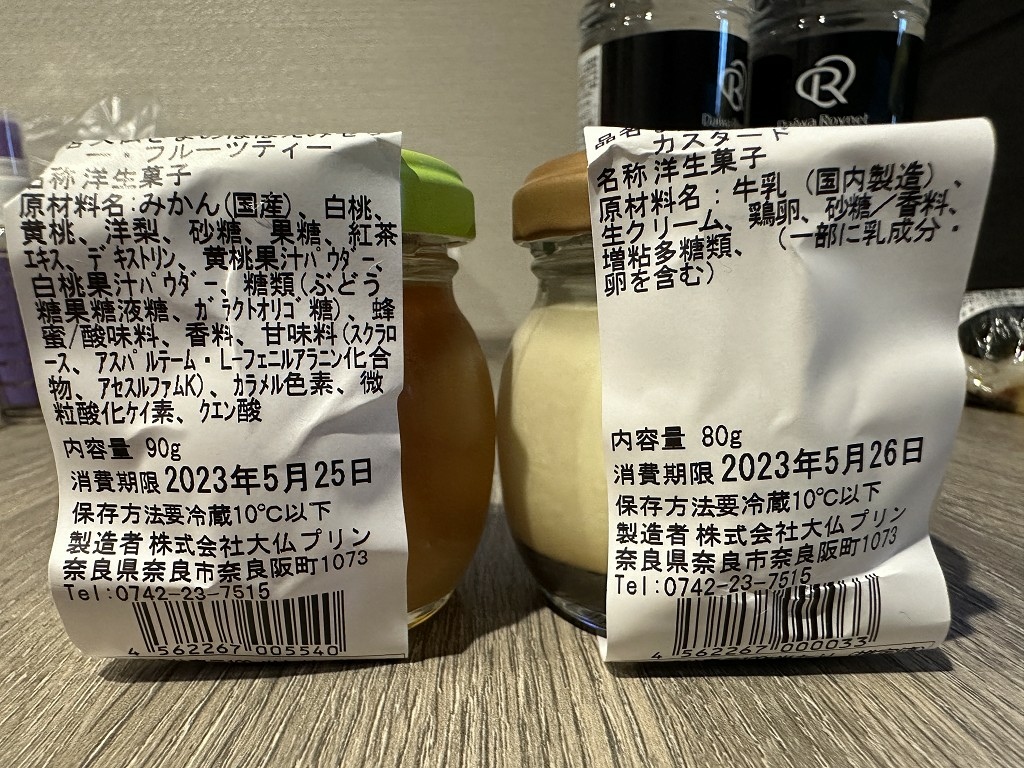 ー・フルーツティー
名称 洋生菓子
原材料名:みかん(国産)、白桃、
黄桃、洋梨、砂糖、果糖、紅茶
エキス、デキストリン、黄桃果汁パウダー、
白桃果汁パウダー、糖類(ぶどう
糖果糖液糖、ガラクトオリゴ糖)、蜂
蜜/酸味料、香料、甘味料(スクラロ
ース、アスパルテーム・L-フェニルアラニン化合
物、アセスルファムK)、カラメル色素、微
粒酸化ケイ素、クエン酸
内容量 90g
消費期限 2023年5月25日
保存方法要冷蔵10℃以下
製造者 株式会社大仏プリン
奈良県奈良市奈良阪町1073
Tel:0742-23-7515
4 562267 005540
品名
カスタード
名称 洋生菓子
原材料名:牛乳(国内製造)、
生クリーム、鶏卵、砂糖/香料、
増粘多糖類、(一部に乳成分・
卵を含む)
内容量 80g
消費期限 2023年5月26日
保存方法要冷蔵10℃以下
製造者 株式会社大仏プリン
奈良県奈良市奈良阪町1073
Tel:0742-23-7515
4 562267 000033
R
Daiwa Roynet
R